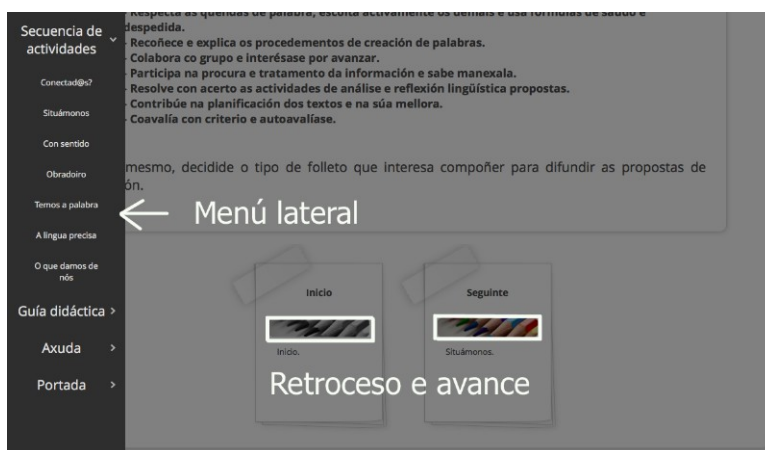 Secuencia de
actividades
Conectad@s?
Situámonos
Con sentido
Obradoiro
Temos a palabra
A lingua precisa
O que damos de
nós
Guía didáctica >
Axuda >
Portada >
- Respecta as quendas de palabra, escoita activamente os demais e usa fórmulas de saúdo e
despedida.
- Recoñece e explica os procedementos de creación de palabras.
- Colabora co grupo e interésase por avanzar.
- Participa na procura e tratamento da información e sabe manexala.
- Resolve con acerto as actividades de análise e reflexión lingüística propostas.
- Contribúe na planificación dos textos e na súa mellora.
- Coavalía con criterio e autoavalíase.
mesmo, decidide o tipo de folleto que interesa compoñer para difundir as propostas de
ón.
Menú lateral
Inicio
Inicio.
Seguinte
Situámonos.
Retroceso e avance